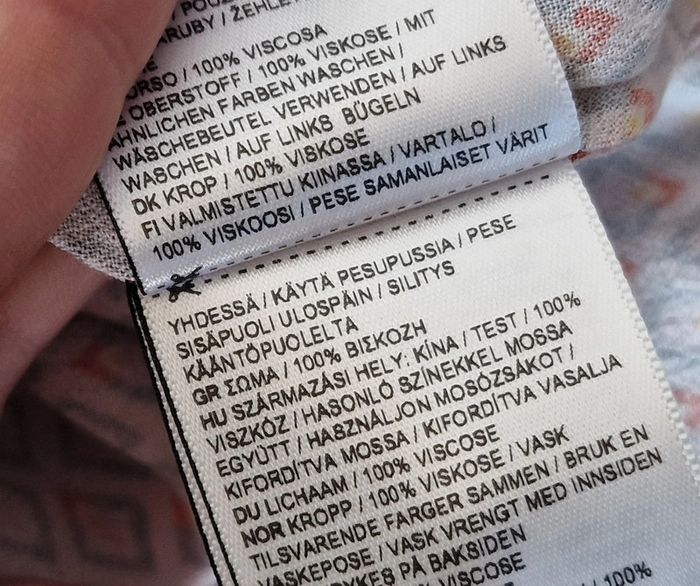 RUBY / ŽEHLE
ORSO / 100% VISCOSA
OBERSTOFF / 100% VISKOSE / MIT
ÄHNLICHEN FARBEN WASCHEN /
WÄSCHEBEUTEL VERWENDEN / AUF LINKS
WASCHEN / AUF LINKS BÜGELN
DK KROP / 100% VISKOSE
FI VALMISTETTU KIINASSA / VARTALO /
100% VISKOOSI / PESE SAMANLAISET VÄRIT
YHDESSÄ / KÄYTÄ PESUPUSSIA / PESE
SISÄPUOLI ULOSPÄIN / SILITYS
KÄÄNTÖPUOLELTA
GR ΣΩΜΑ / 100% ΒΙΣΚΟΖΗ
HU SZÁRMAZÁSI HELY: KÍNA / TEST / 100%
VISZKÓZ / HASONLÓ SZÍNEKKEL MOSSA
EGYÜTT / HASZNÁLJON MOSÓZSÁKOT /
KIFORDÍTVA MOSSA / KIFORDÍTVA VASALJA
DU LICHAAM / 100% VISCOSE
NOR KROPP / 100% VISKOSE / VASK
TILSVARENDE FARGER SAMMEN / BRUK EN
VASKEPOSE / VASK VRENGT MED INNSIDEN
RYKES PÅ BAKSIDEN
VISCOSE
100%